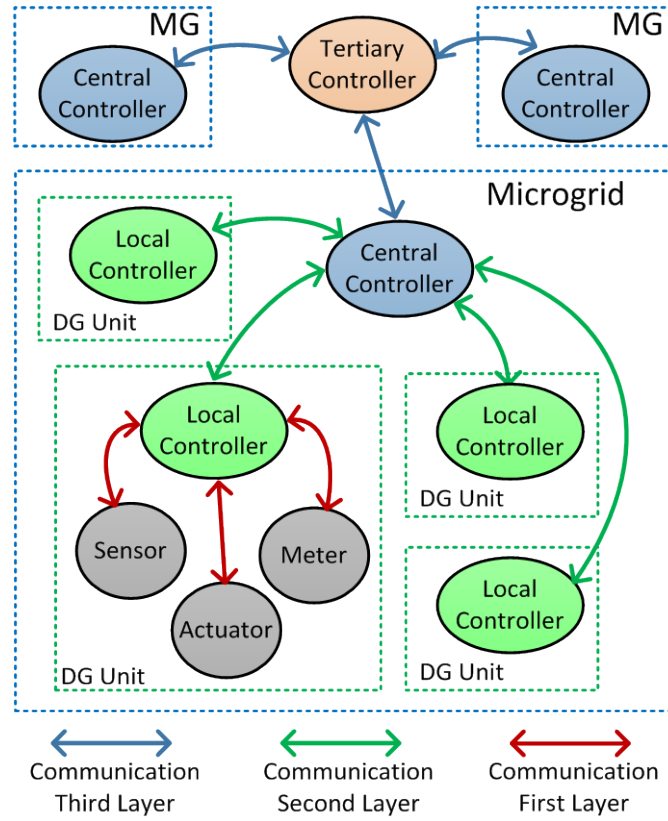 MG
Central
Controller
Tertiary
Controller
MG
Central
Controller
Microgrid
Local
Controller
DG Unit
Central
Controller
Local
Controller
Sensor
Meter
Actuator
DG Unit
Local
Controller
DG Unit
Local
Controller
DG Unit
Communication
Third Layer
Communication
Second Layer
Communication
First Layer